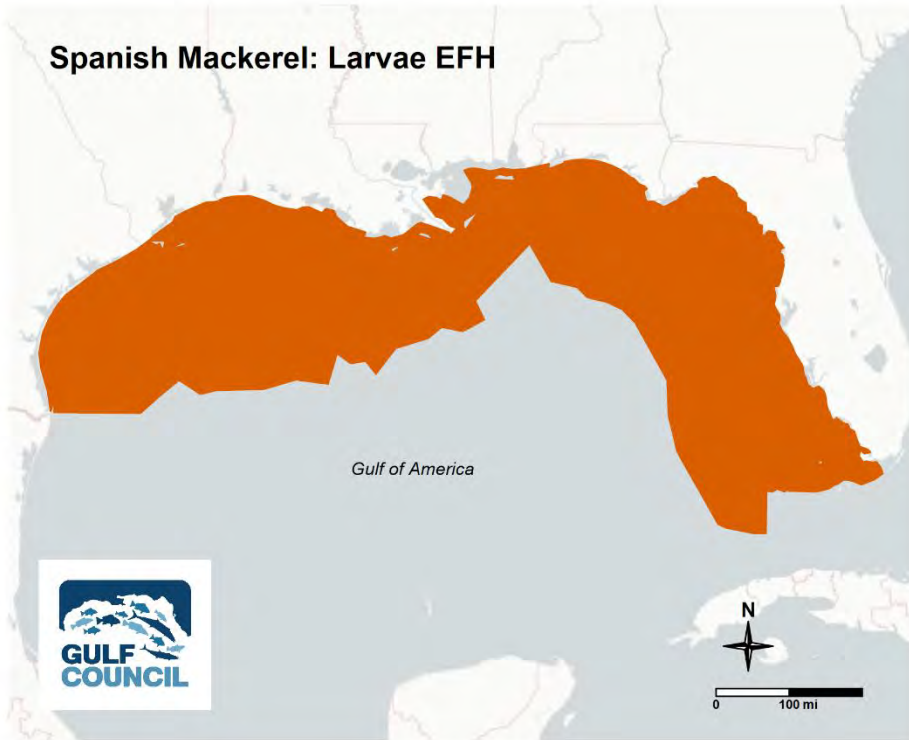 Spanish Mackerel: Larvae EFH
Gulf of America
GULF
COUNCIL
N
0 100 mi